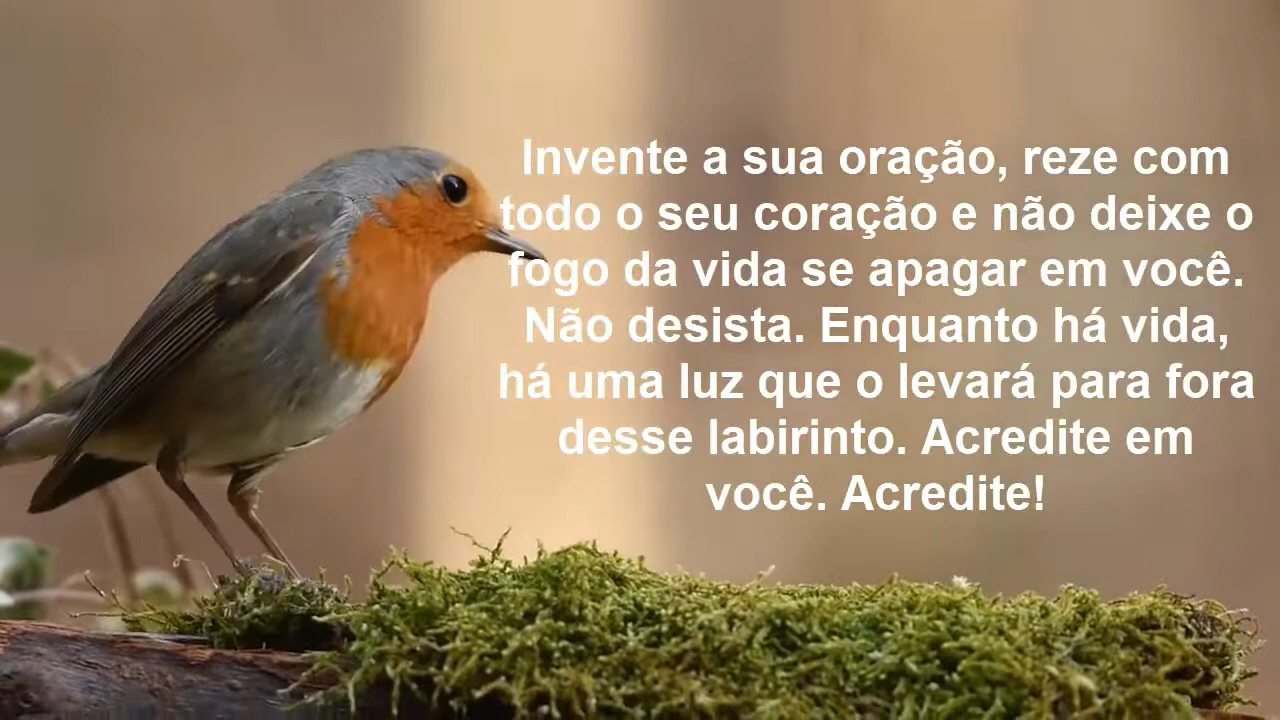 Invente a sua oração, reze com
todo o seu coração e não deixe o
fogo da vida se apagar em você.
Não desista. Enquanto há vida,
há uma luz que o levará para fora
desse labirinto. Acredite em
você. Acredite!